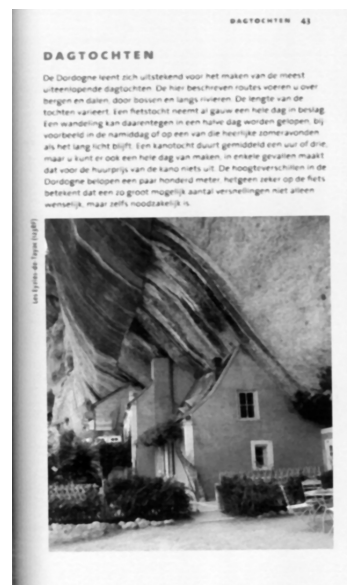 DAGTOCHTEN 43
DAGTOCHTEN
De Dordogne leent zich uitstekend voor het maken van de meest
uiteenlopende dagtochten. De hier beschreven routes voeren u over
bergen en dalen, door bossen en langs rivieren. De lengte van de
tochten varieert. Een fietstocht neemt al gauw een hele dag in beslag.
Een wandeling kan daarentegen in een halve dag worden gelopen, bij-
voorbeeld in de namiddag of op een van die heerlijke zomeravonden
als het lang licht blijft. Een kanotocht duurt gemiddeld een uur of drie,
maar u kunt er ook een hele dag van maken, in enkele gevallen maakt
dat voor de huurprijs van de kano niets uit. De hoogteverschillen in de
Dordogne belopen een paar honderd meter, hetgeen zeker op de fiets
betekent dat een zo groot mogelijk aantal versnellingen niet alleen
wenselijk, maar zelfs noodzakelijk is.
Les Eyzies-de-Tayac